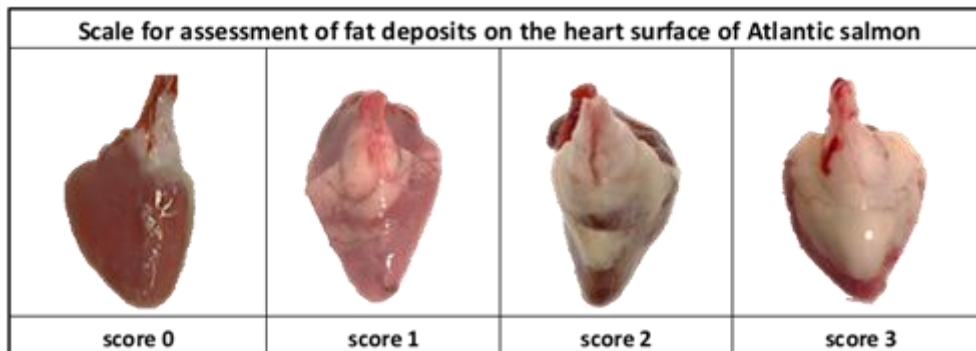 Scale for assessment of fat deposits on the heart surface of Atlantic salmon
score 0
score 1
score 2
score 3